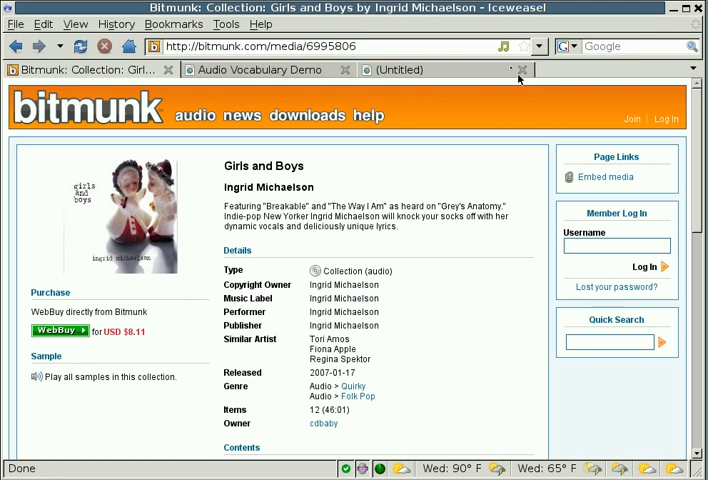 Bitmunk: Collection: Girls and Boys by Ingrid Michaelson - Iceweasel
File Edit View History Bookmarks Tools Help
http://bitmunk.com/media/6995806
G Google
Bitmunk: Collection: Girl... Audio Vocabulary Demo (Untitled)
bitmunk audio news downloads help
Join Log In
girls
and
boys
ingrid michaelson
Purchase
WebBuy directly from Bitmunk
WebBuy for USD $8.11
Sample
Play all samples in this collection.
Girls and Boys
Ingrid Michaelson
Featuring "Breakable" and "The Way I Am" as heard on "Grey's Anatomy."
Indie-pop New Yorker Ingrid Michaelson will knock your socks off with her
dynamic vocals and deliciously unique lyrics.
Details
Type Collection (audio)
Copyright Owner Ingrid Michaelson
Music Label Ingrid Michaelson
Performer Ingrid Michaelson
Publisher Ingrid Michaelson
Similar Artist Tori Amos
Fiona Apple
Regina Spektor
Released 2007-01-17
Genre Audio > Quirky
Audio > Folk Pop
Items 12 (46:01)
Owner cdbaby
Contents
Page Links
Embed media
Member Log In
Username
Log In
Lost your password?
Quick Search
Done
Wed: 90° F Wed: 65° F